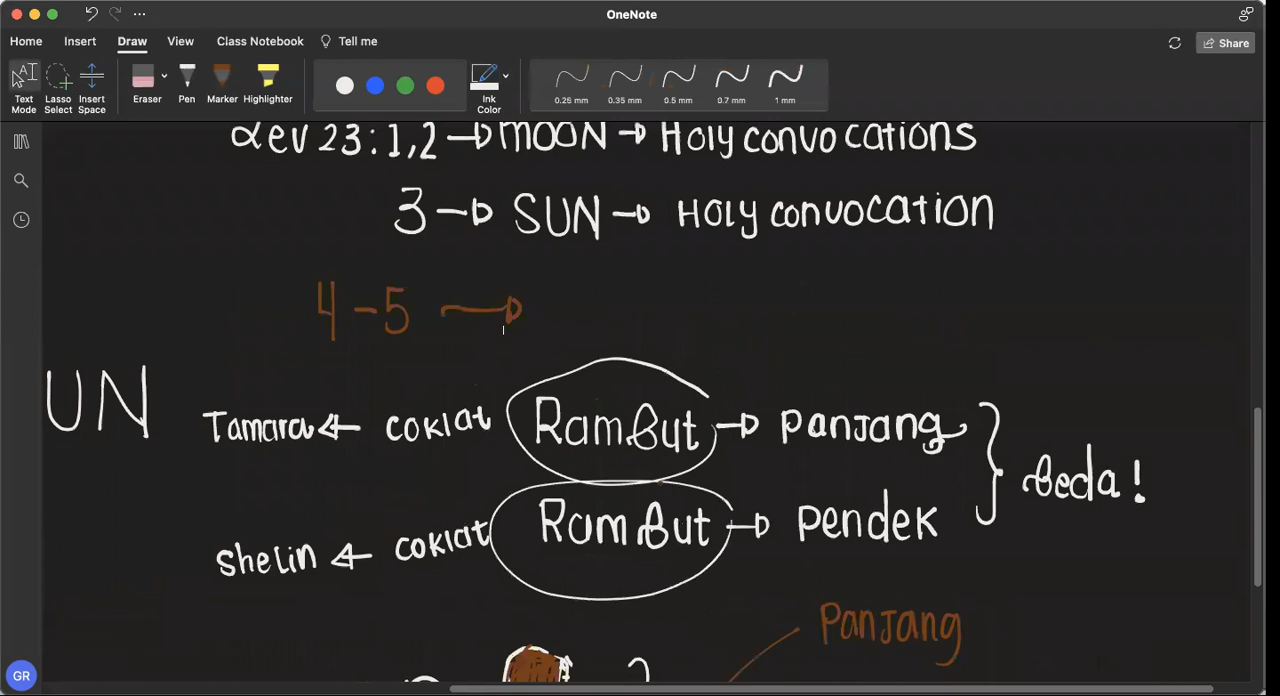 OneNote
Home Insert Draw View Class Notebook Tell me
Share
Text Mode
Lasso Select
Insert Space
Eraser
Pen
Marker
Highlighter
Ink Color
0.25 mm
0.35 mm
0.5 mm
0.7 mm
1 mm
Lev 23:1,2 → MOON → Holy convocations
3 → SUN → Holy convocation
4-5 →
UN
Tamara ← coklat Rambut → Panjang
Beda!
Shelin ← coklat Rambut → Pendek
Panjang
GR